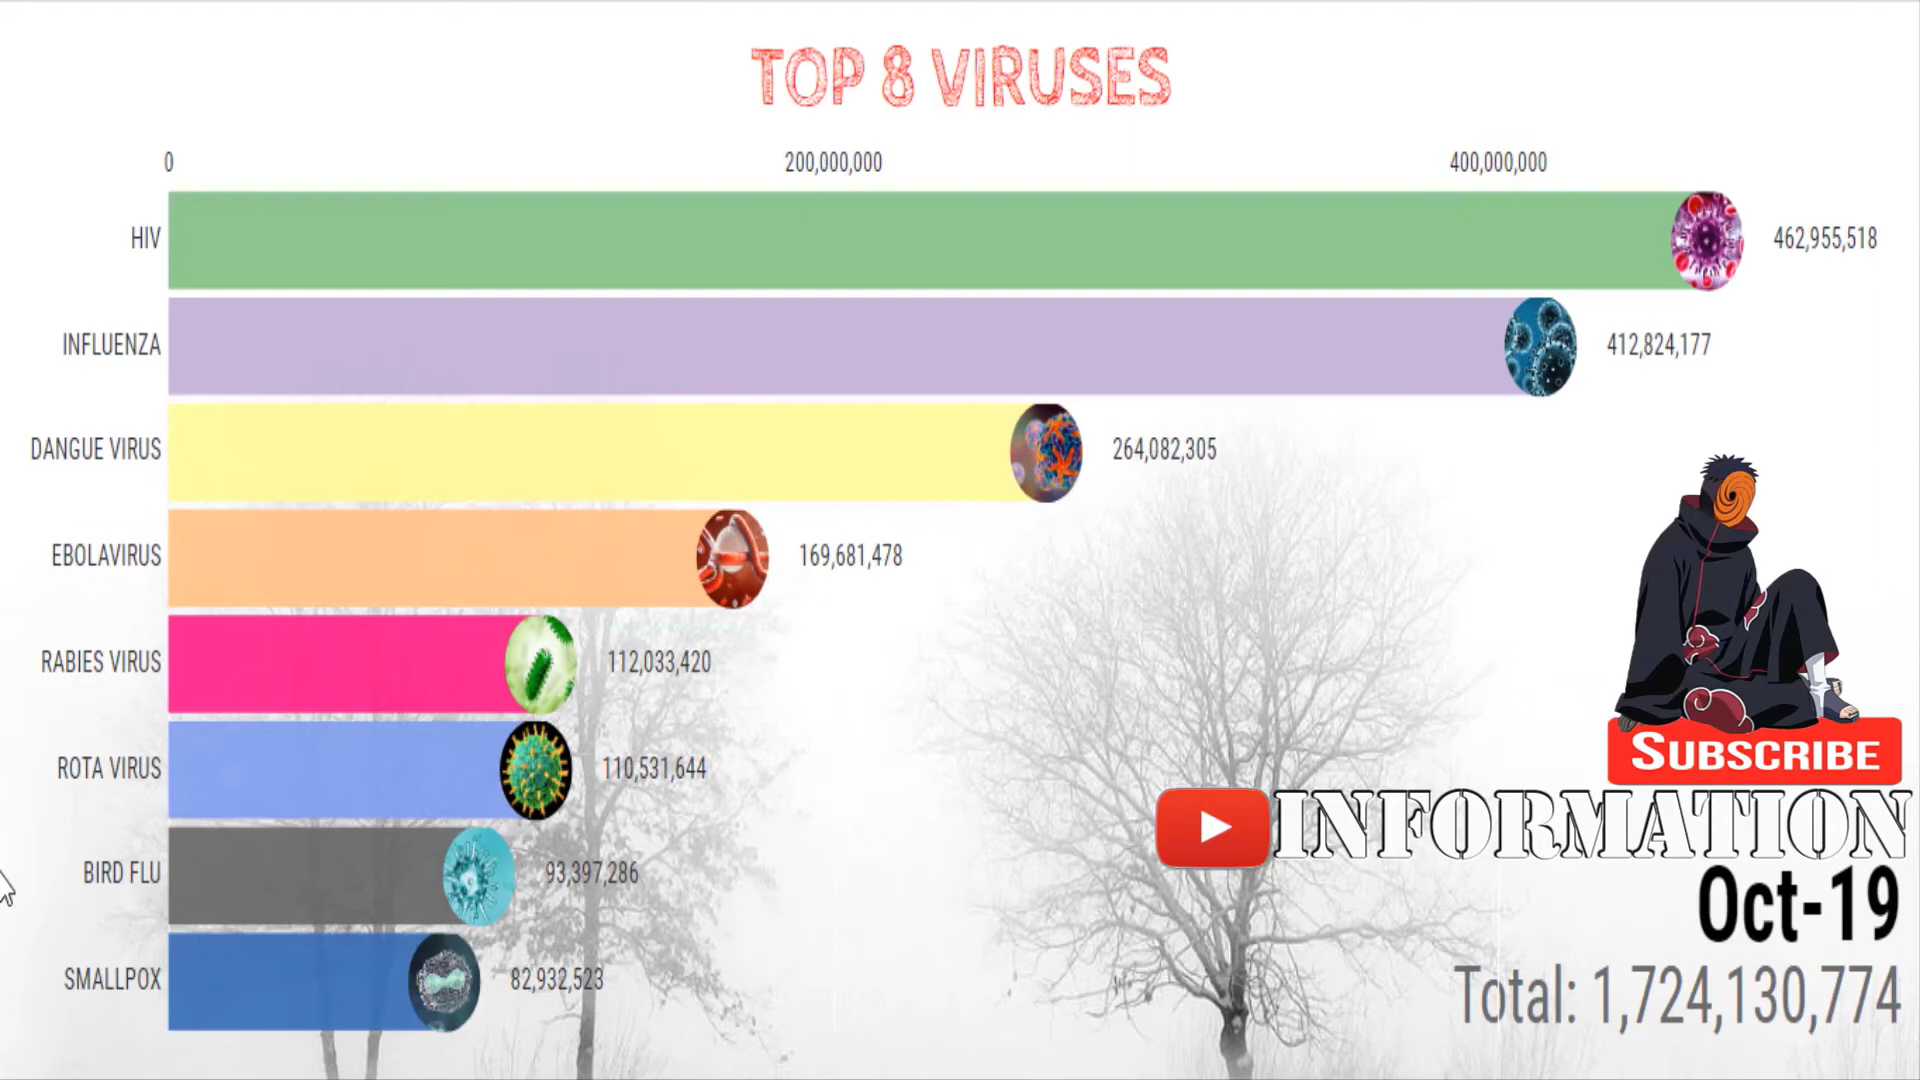 TOP 8 VIRUSES
0 200,000,000 400,000,000
HIV 462,955,518
INFLUENZA 412,824,177
DANGUE VIRUS 264,082,305
EBOLAVIRUS 169,681,478
RABIES VIRUS 112,033,420
ROTA VIRUS 110,531,644
BIRD FLU 93,397,286
SMALLPOX 82,932,523
SUBSCRIBE
INFORMATION
Oct-19
Total: 1,724,130,774